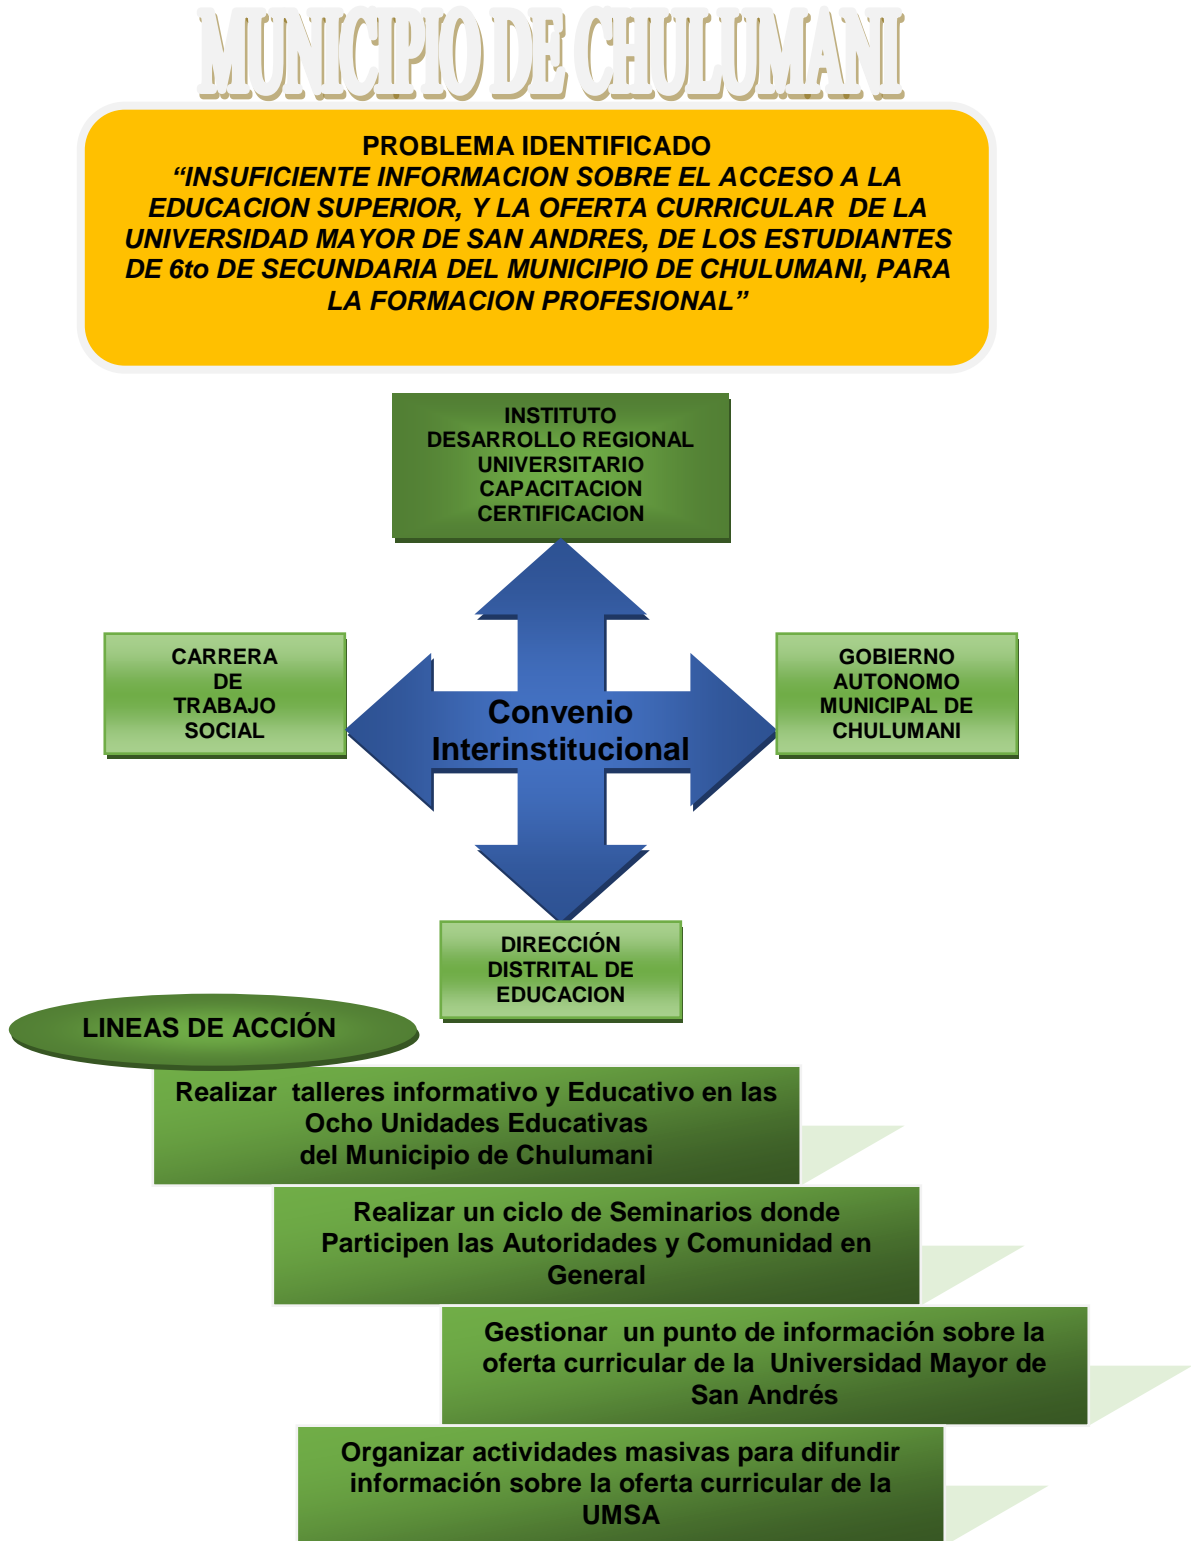 MUNICIPIO DE CHULUMANI
PROBLEMA IDENTIFICADO
“INSUFICIENTE INFORMACION SOBRE EL ACCESO A LA
EDUCACION SUPERIOR, Y LA OFERTA CURRICULAR DE LA
UNIVERSIDAD MAYOR DE SAN ANDRES, DE LOS ESTUDIANTES
DE 6to DE SECUNDARIA DEL MUNICIPIO DE CHULUMANI, PARA
LA FORMACION PROFESIONAL”
INSTITUTO
DESARROLLO REGIONAL
UNIVERSITARIO
CAPACITACION
CERTIFICACION
CARRERA
DE
TRABAJO
SOCIAL
Convenio
Interinstitucional
GOBIERNO
AUTONOMO
MUNICIPAL DE
CHULUMANI
DIRECCIÓN
DISTRITAL DE
EDUCACION
LINEAS DE ACCIÓN
Realizar talleres informativo y Educativo en las
Ocho Unidades Educativas
del Municipio de Chulumani
Realizar un ciclo de Seminarios donde
Participen las Autoridades y Comunidad en
General
Gestionar un punto de información sobre la
oferta curricular de la Universidad Mayor de
San Andrés
Organizar actividades masivas para difundir
información sobre la oferta curricular de la
UMSA